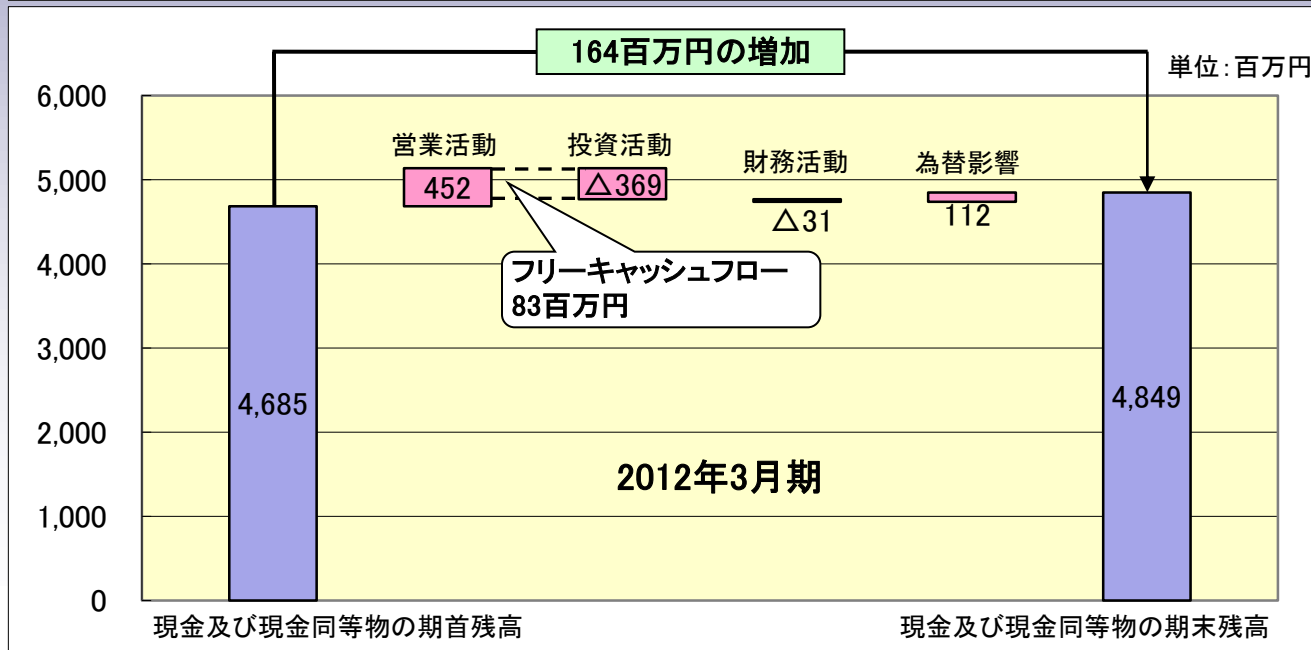 164百万円の増加
単位：百万円
6,000
5,000
4,000
3,000
2,000
1,000
0
営業活動
投資活動
財務活動
為替影響
452
△369
△31
112
フリーキャッシュフロー
83百万円
4,685
4,849
2012年3月期
現金及び現金同等物の期首残高
現金及び現金同等物の期末残高